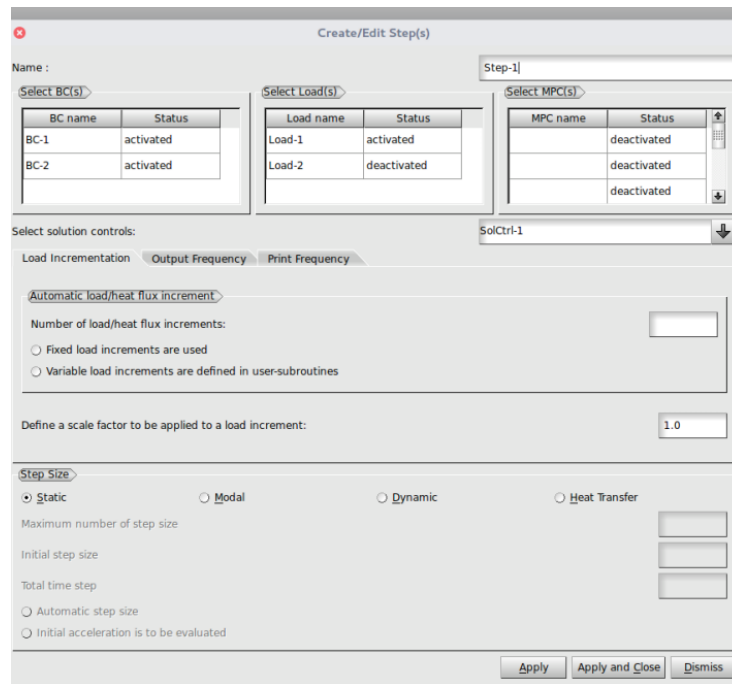 Create/Edit Step(s)
Name :
Step-1
Select BC(s)
Select Load(s)
Select MPC(s)
BC name Status
Load name Status
MPC name Status
BC-1 activated
Load-1 activated
deactivated
BC-2 activated
Load-2 deactivated
deactivated
deactivated
Select solution controls:
SolCtrl-1
Load Incrementation Output Frequency Print Frequency
Automatic load/heat flux increment
Number of load/heat flux increments:
Fixed load increments are used
Variable load increments are defined in user-subroutines
Define a scale factor to be applied to a load increment:
1.0
Step Size
Static Modal Dynamic Heat Transfer
Maximum number of step size
Initial step size
Total time step
Automatic step size
Initial acceleration is to be evaluated
Apply Apply and Close Dismiss